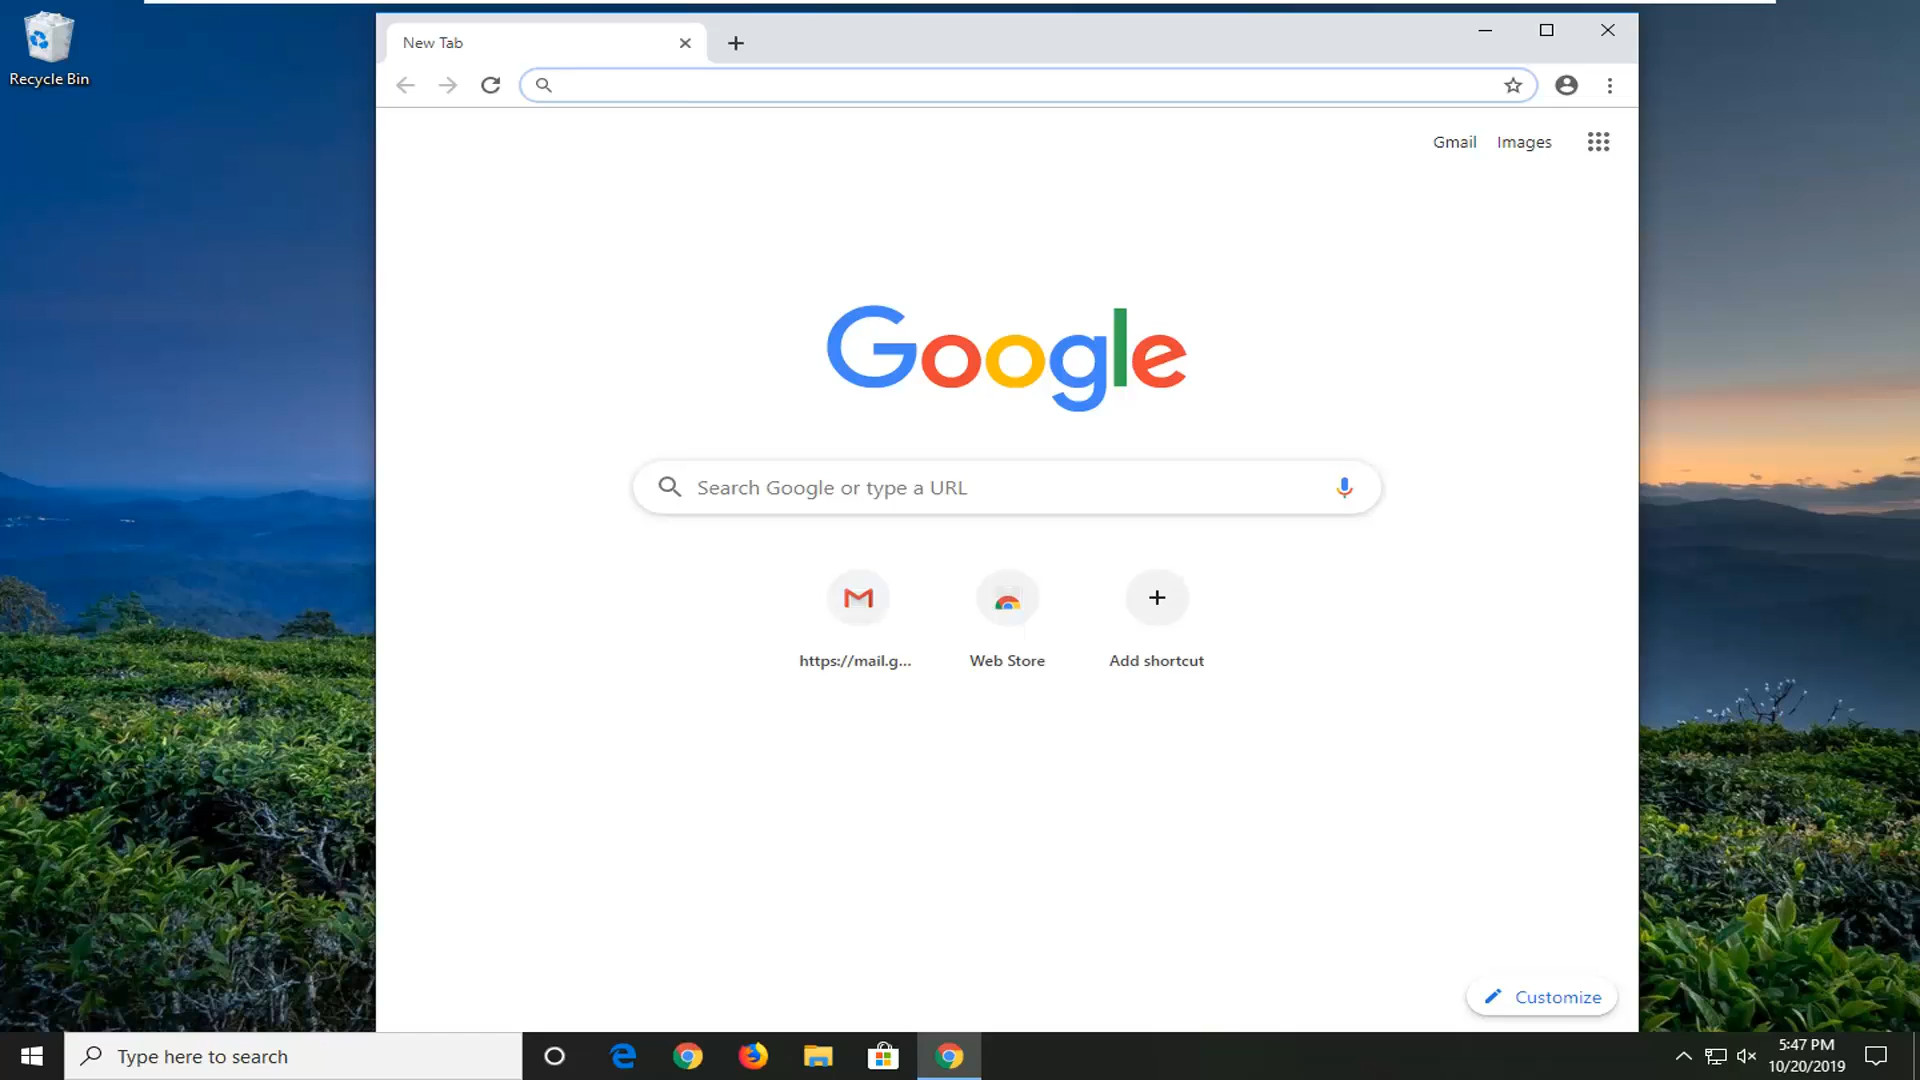 Recycle Bin
New Tab
Gmail Images
Google
Search Google or type a URL
https://mail.g...
Web Store
Add shortcut
Customize
Type here to search
5:47 PM
10/20/2019